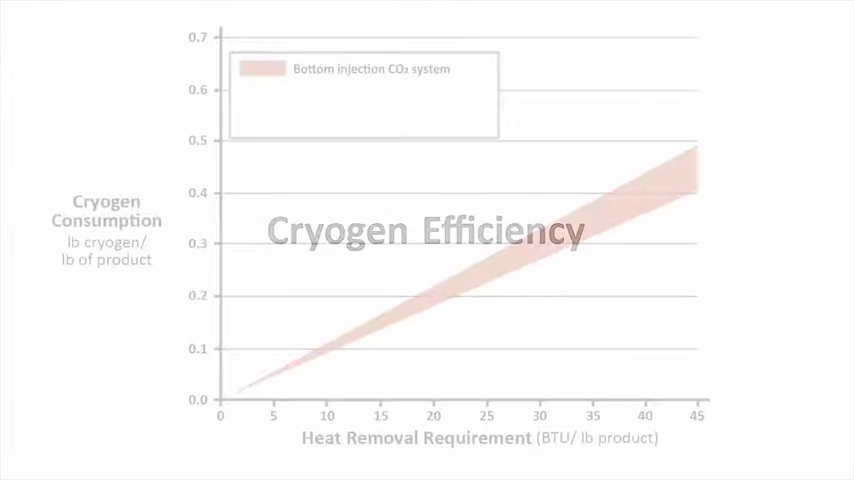 0.7
Bottom injection CO₂ system
0.6
0.5
0.4
Cryogen
Consumption
lb cryogen/
lb of product
Cryogen Efficiency
0.3
0.2
0.1
0.0
0 5 10 15 20 25 30 35 40 45
Heat Removal Requirement (BTU/ lb product)